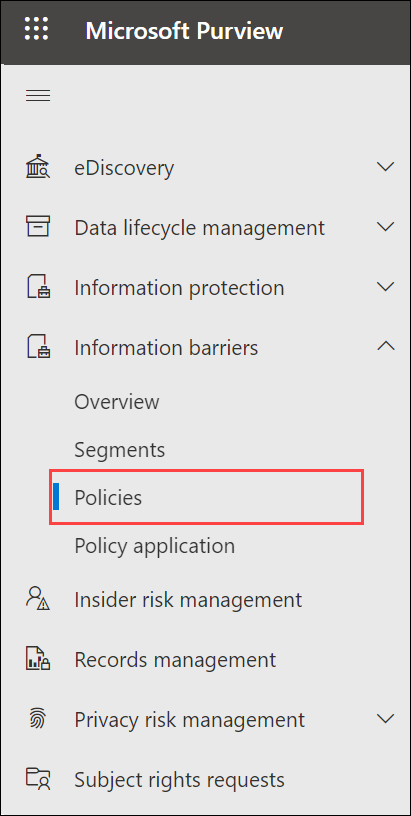 Microsoft Purview
eDiscovery
Data lifecycle management
Information protection
Information barriers
Overview
Segments
Policies
Policy application
Insider risk management
Records management
Privacy risk management
Subject rights requests